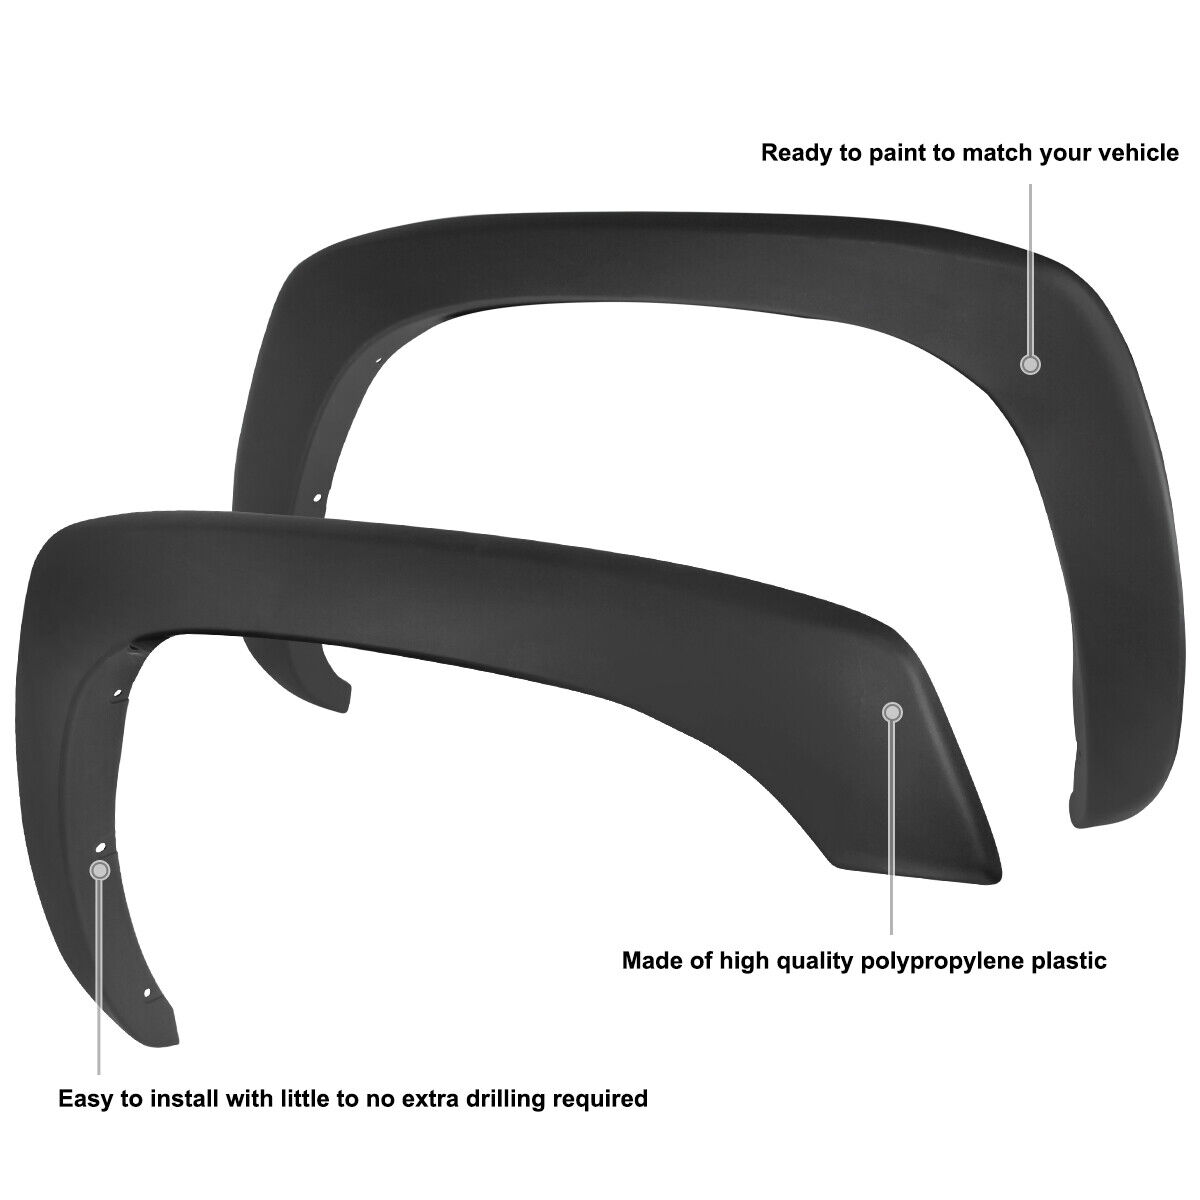 Ready to paint to match your vehicle
Made of high quality polypropylene plastic
Easy to install with little to no extra drilling required